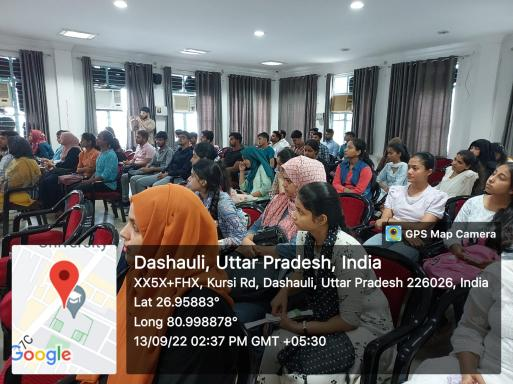 GPS Map Camera
University
Dashauli, Uttar Pradesh, India
XX5X+FHX, Kursi Rd, Dashauli, Uttar Pradesh 226026, India
Lat 26.95883°
Long 80.998878°
13/09/22 02:37 PM GMT +05:30
Google